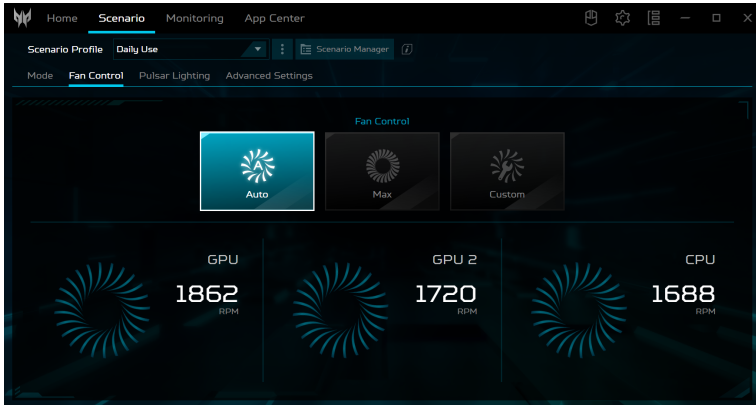 Home Scenario Monitoring App Center
Scenario Profile Daily Use Scenario Manager
Mode Fan Control Pulsar Lighting Advanced Settings
Fan Control
A
Auto Max Custom
GPU GPU 2 CPU
1862 1720 1688
RPM RPM RPM